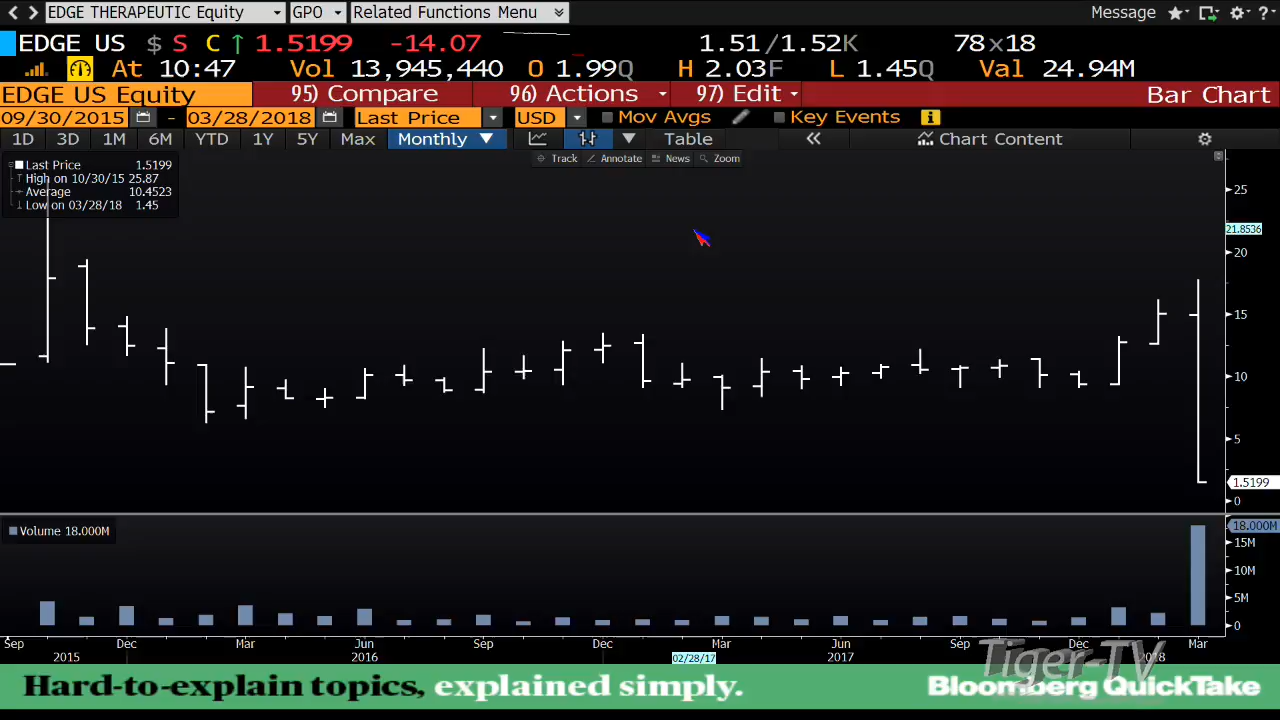 EDGE THERAPEUTIC Equity GPO Related Functions Menu Message ?
EDGE US $ S C ↑ 1.5199 -14.07 1.51/1.52K 78x18
At 10:47 Vol 13,945,440 O 1.99Q H 2.03F L 1.45Q Val 24.94M
EDGE US Equity 95) Compare 96) Actions 97) Edit Bar Chart
09/30/2015 - 03/28/2018 Last Price USD Mov Avgs Key Events
1D 3D 1M 6M YTD 1Y 5Y Max Monthly ▼ Table « Chart Content
Track Annotate News Zoom
Last Price 1.5199
High on 10/30/15 25.87
Average 10.4523
Low on 03/28/18 1.45
25
21.8536
20
15
10
5
1.5199
0
Volume 18.000M
18.000M
15M
10M
5M
0
Sep Dec Mar Jun Sep Dec Mar Jun Sep Dec Mar
2015 2016 02/28/17 2017 2018
Tiger-TV
Hard-to-explain topics, explained simply. Bloomberg QuickTake